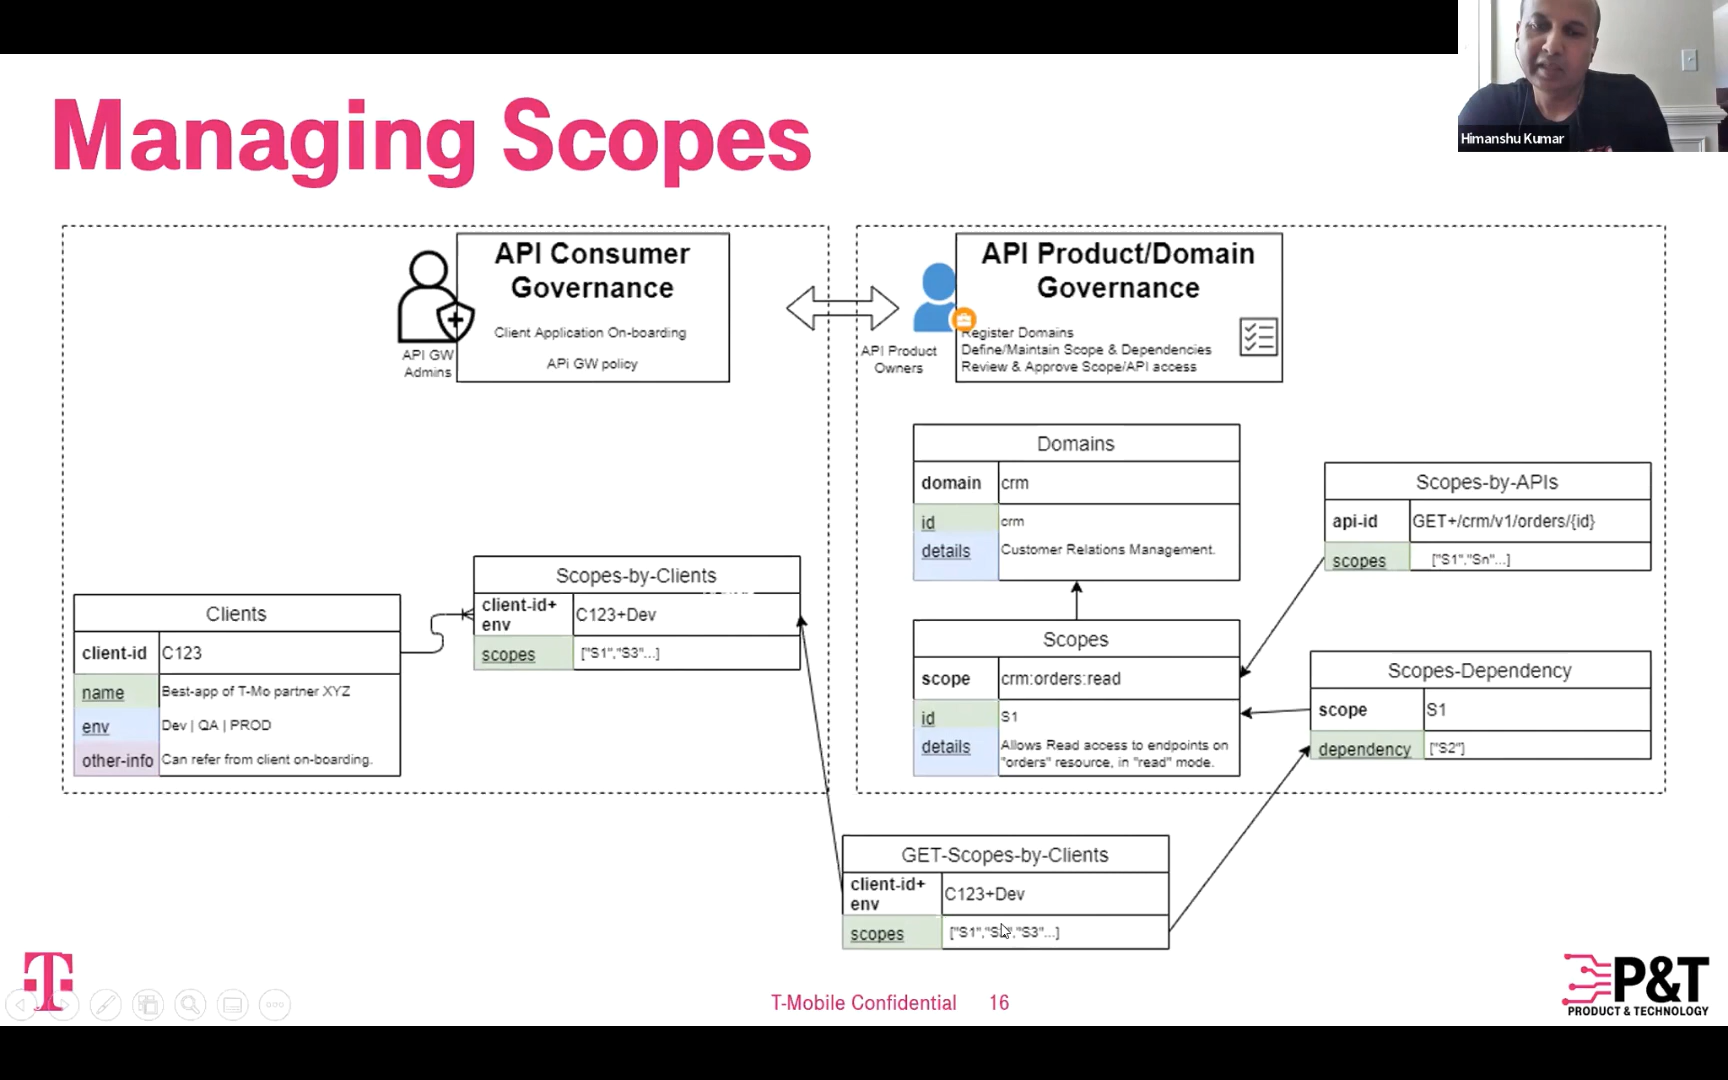 Himanshu Kumar
Managing Scopes
API Consumer
Governance
Client Application On-boarding
APi GW policy
API GW
Admins
API Product/Domain
Governance
Register Domains
Define/Maintain Scope & Dependencies
Review & Approve Scope/API access
API Product
Owners
Domains
domain crm
id crm
details Customer Relations Management.
Scopes-by-APIs
api-id GET+/crm/v1/orders/{id}
scopes ["S1","Sn"...]
Scopes-by-Clients
client-id+
env C123+Dev
scopes ["S1","S3"...]
Clients
client-id C123
name Best-app of T-Mo partner XYZ
env Dev | QA | PROD
other-info Can refer from client on-boarding.
Scopes
scope crm:orders:read
id S1
details Allows Read access to endpoints on
"orders" resource, in "read" mode.
Scopes-Dependency
scope S1
dependency ["S2"]
GET-Scopes-by-Clients
client-id+
env C123+Dev
scopes ["S1", "S3"...]
T
T-Mobile Confidential 16
P&T
PRODUCT & TECHNOLOGY